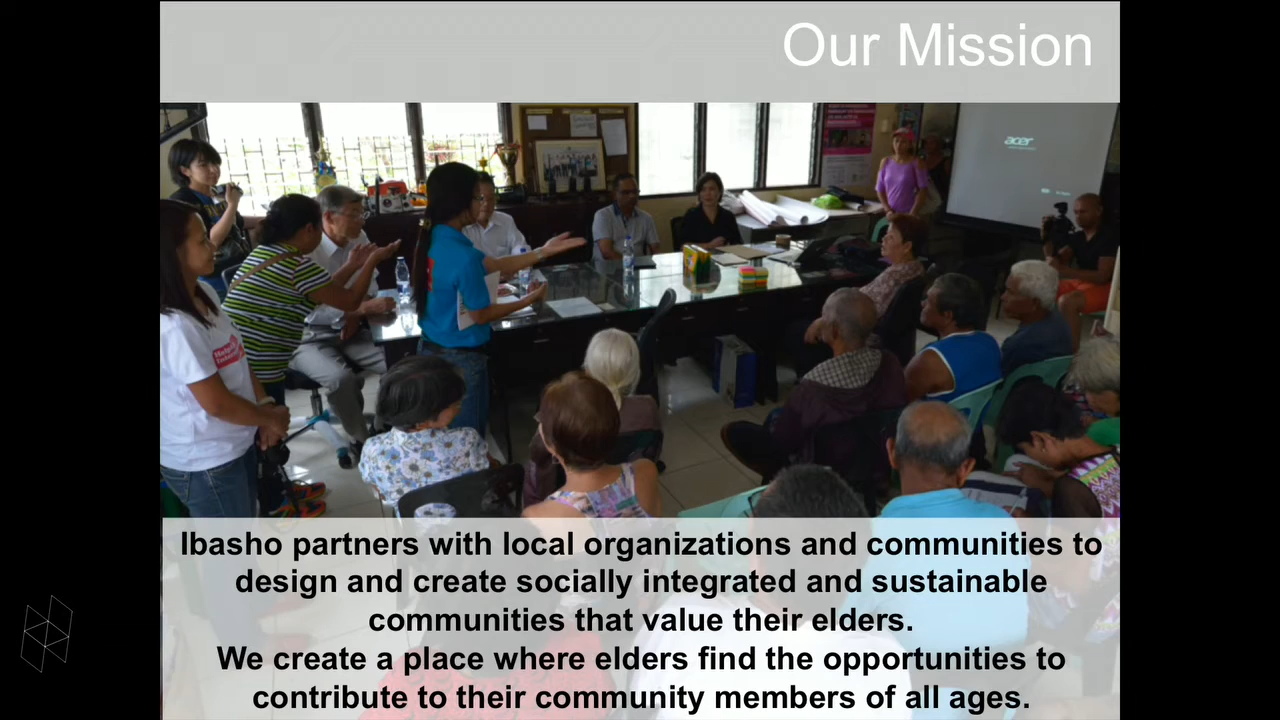 Our Mission
acer
Ibasho partners with local organizations and communities to
design and create socially integrated and sustainable
communities that value their elders.
We create a place where elders find the opportunities to
contribute to their community members of all ages.